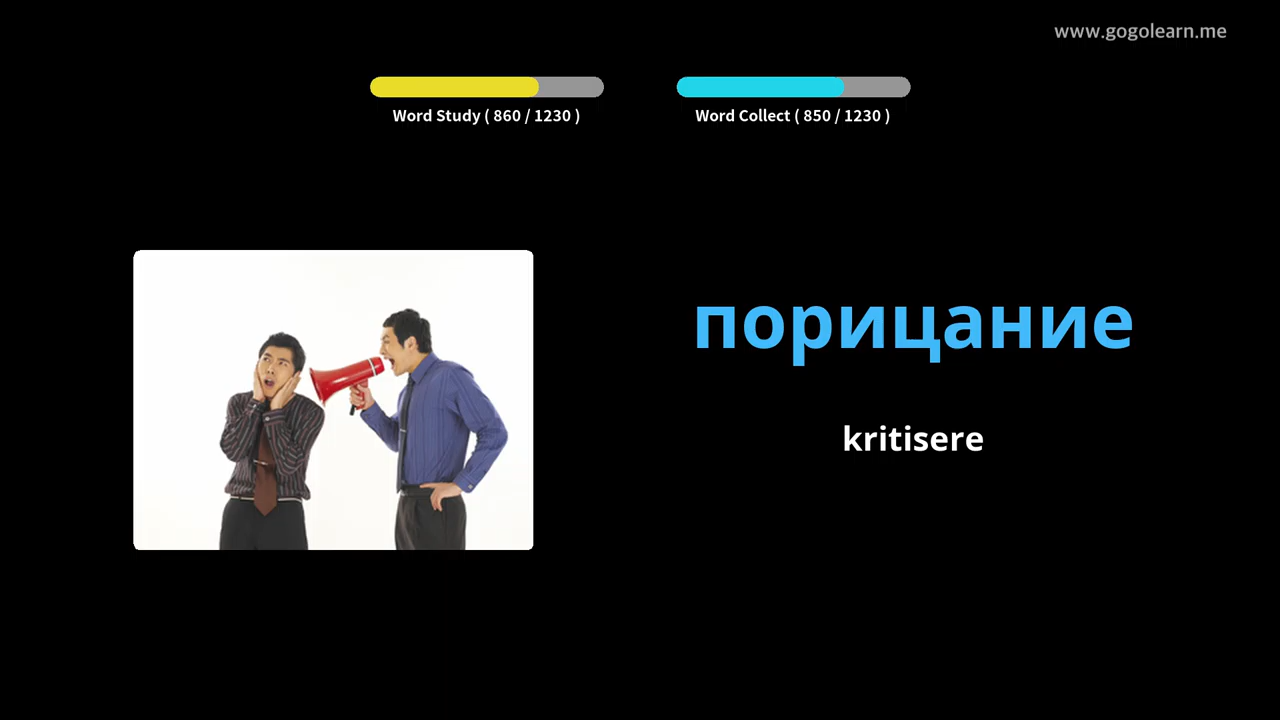 www.gogolearn.me
Word Study ( 860 / 1230 )
Word Collect ( 850 / 1230 )
порицание
kritisere